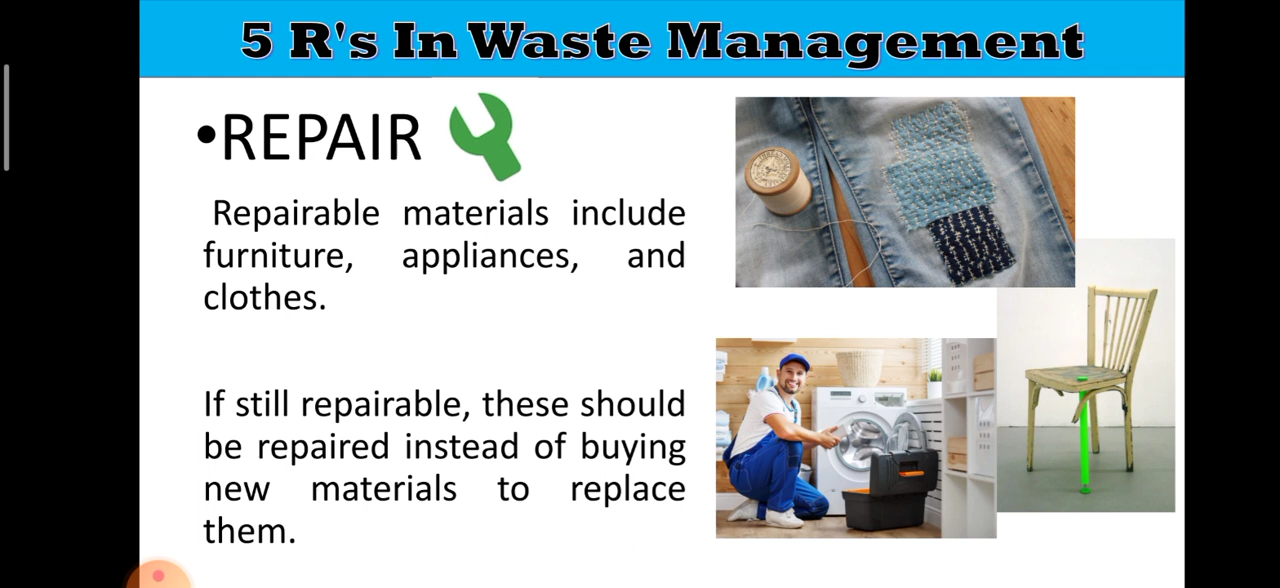 5 R's In Waste Management
•REPAIR
Repairable materials include
furniture, appliances, and
clothes.
If still repairable, these should
be repaired instead of buying
new materials to replace
them.